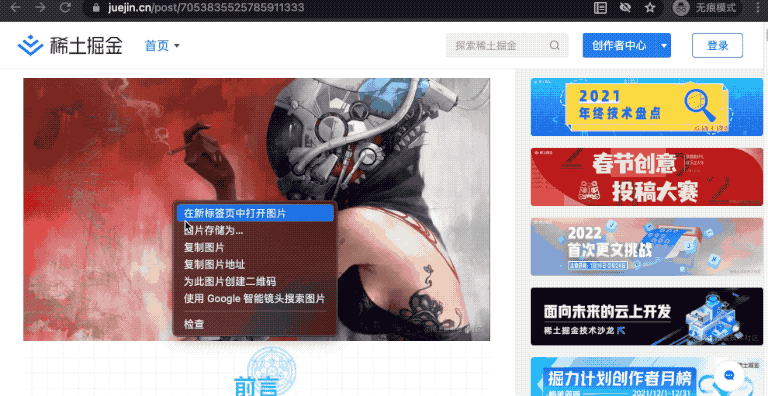 juejin.cn/post/7053835525785911333
无痕模式
稀土掘金
首页
探索稀土掘金
创作者中心
登录
2021
年终技术盘点
春节创意
投稿大赛
2022
首次更文挑战
面向未来的云上开发
稀土掘金技术沙龙
掘力计划创作者月榜
2021/12/1-12/31
在新标签页中打开图片
图片存储为...
复制图片
复制图片地址
为此图片创建二维码
使用 Google 智能镜头搜索图片
检查
前言